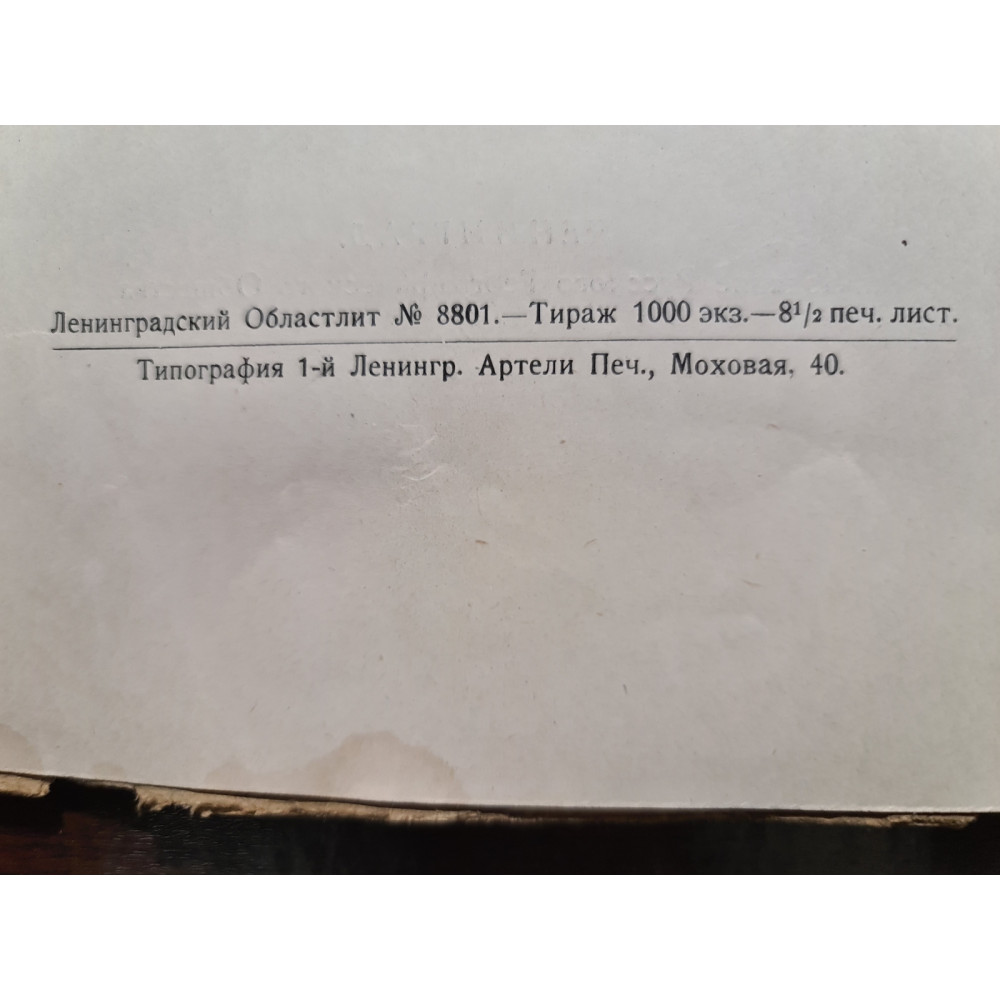 Ленинградский Областлит № 8801.—Тираж 1000 экз.—8¹/₂ печ. лист.
Типография 1-й Ленингр. Артели Печ., Моховая, 40.